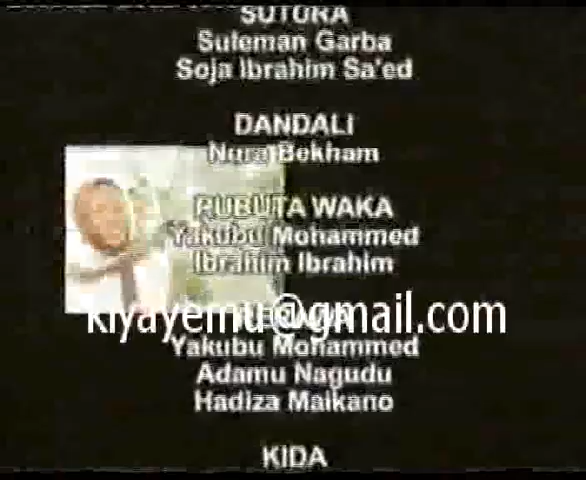 SUTURA
Suleman Garba
Soja Ibrahim Sa'ed
DANDALI
Nura Bekham
RUBUTA WAKA
Yakubu Mohammed
Ibrahim Ibrahim
kiyayemu@gmail.com
Yakubu Mohammed
Adamu Nagudu
Hadiza Maikano
KIDA